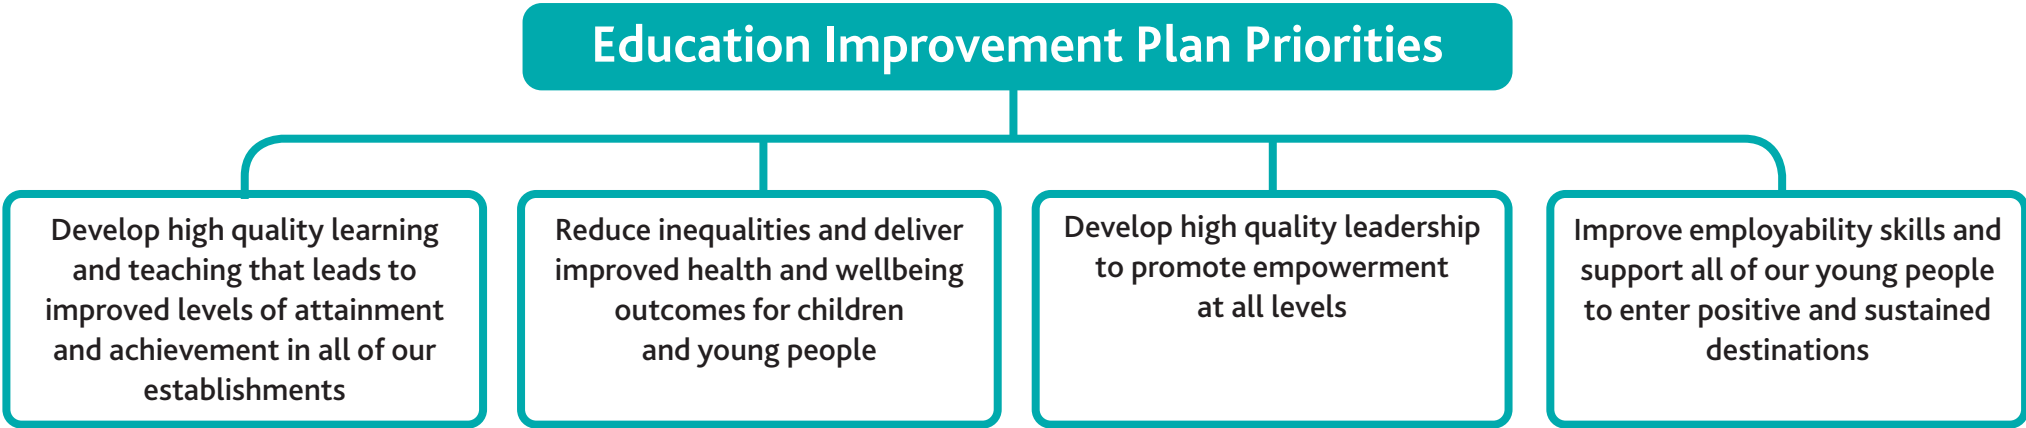 Education Improvement Plan Priorities
Develop high quality learning
and teaching that leads to
improved levels of attainment
and achievement in all of our
establishments
Reduce inequalities and deliver
improved health and wellbeing
outcomes for children
and young people
Develop high quality leadership
to promote empowerment
at all levels
Improve employability skills and
support all of our young people
to enter positive and sustained
destinations